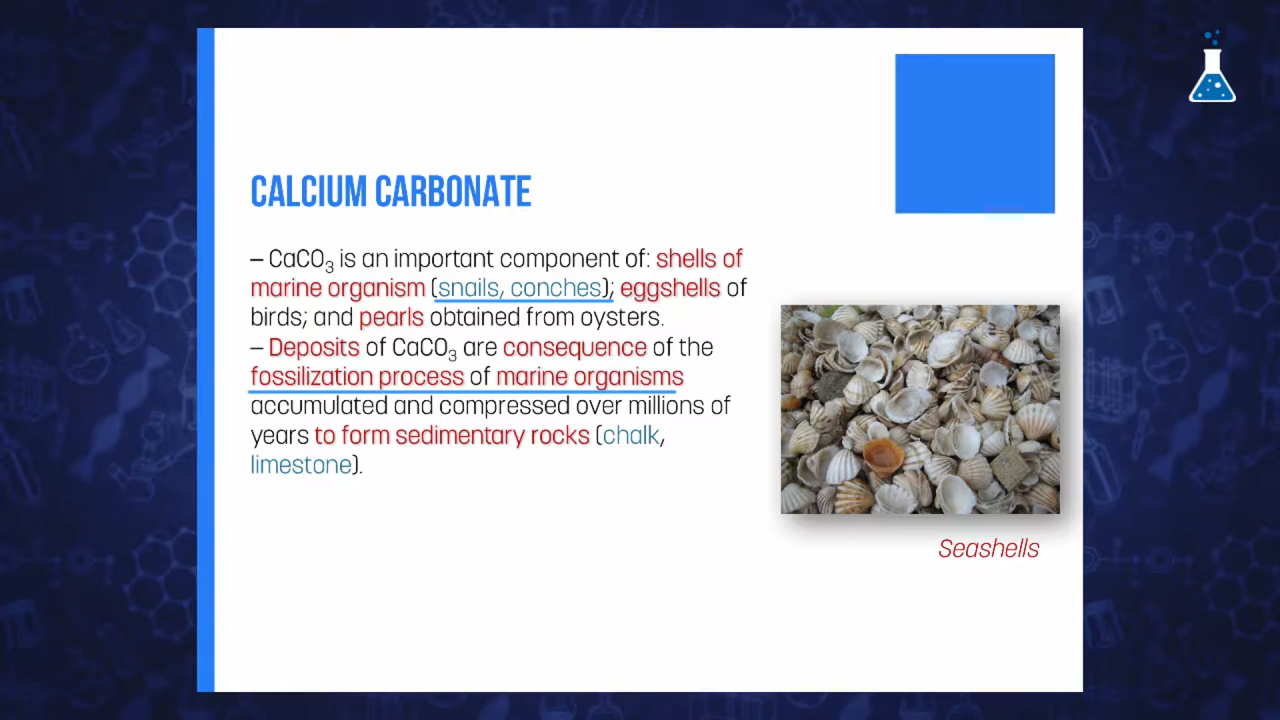 CALCIUM CARBONATE
– CaCO₃ is an important component of: shells of
marine organism (snails, conches); eggshells of
birds; and pearls obtained from oysters.
– Deposits of CaCO₃ are consequence of the
fossilization process of marine organisms
accumulated and compressed over millions of
years to form sedimentary rocks (chalk,
limestone).
Seashells